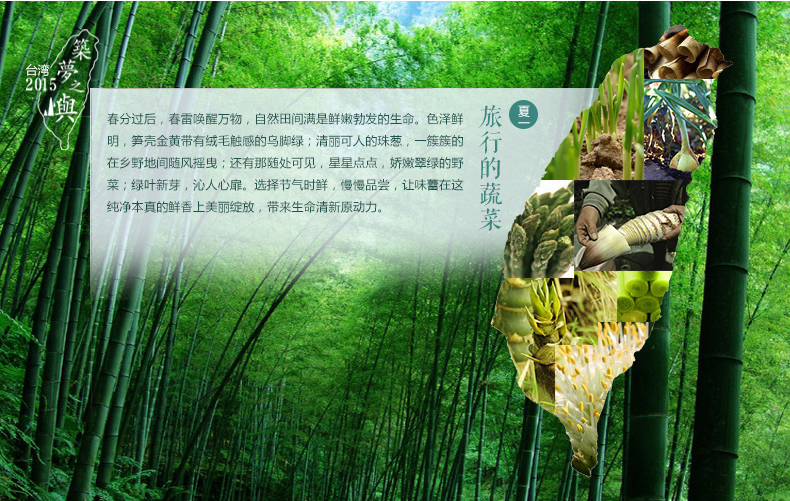 台湾
2015
築夢之與
夏一
旅行的蔬菜
春分过后，春雷唤醒万物，自然田间满是鲜嫩勃发的生命。色泽鲜
明，笋壳金黄带有绒毛触感的乌脚绿；清丽可人的珠葱，一簇簇的
在乡野地间随风摇曳；还有那随处可见，星星点点，娇嫩翠绿的野
菜；绿叶新芽，沁人心扉。选择节气时鲜，慢慢品尝，让味蕾在这
纯净本真的鲜香上美丽绽放，带来生命清新原动力。